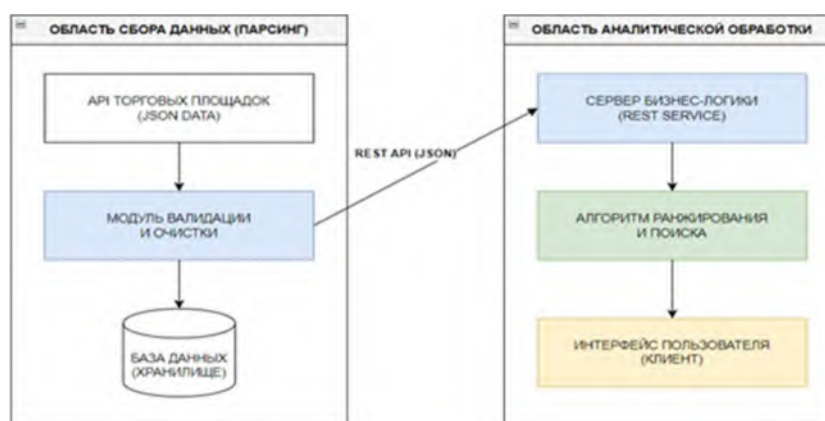 ОБЛАСТЬ СБОРА ДАННЫХ (ПАРСИНГ)
API ТОРГОВЫХ ПЛОЩАДОК
(JSON DATA)
МОДУЛЬ ВАЛИДАЦИИ
И ОЧИСТКИ
БАЗА ДАННЫХ
(ХРАНИЛИЩЕ)
REST API (JSON)
ОБЛАСТЬ АНАЛИТИЧЕСКОЙ ОБРАБОТКИ
СЕРВЕР БИЗНЕС-ЛОГИКИ
(REST SERVICE)
АЛГОРИТМ РАНЖИРОВАНИЯ
И ПОИСКА
ИНТЕРФЕЙС ПОЛЬЗОВАТЕЛЯ
(КЛИЕНТ)